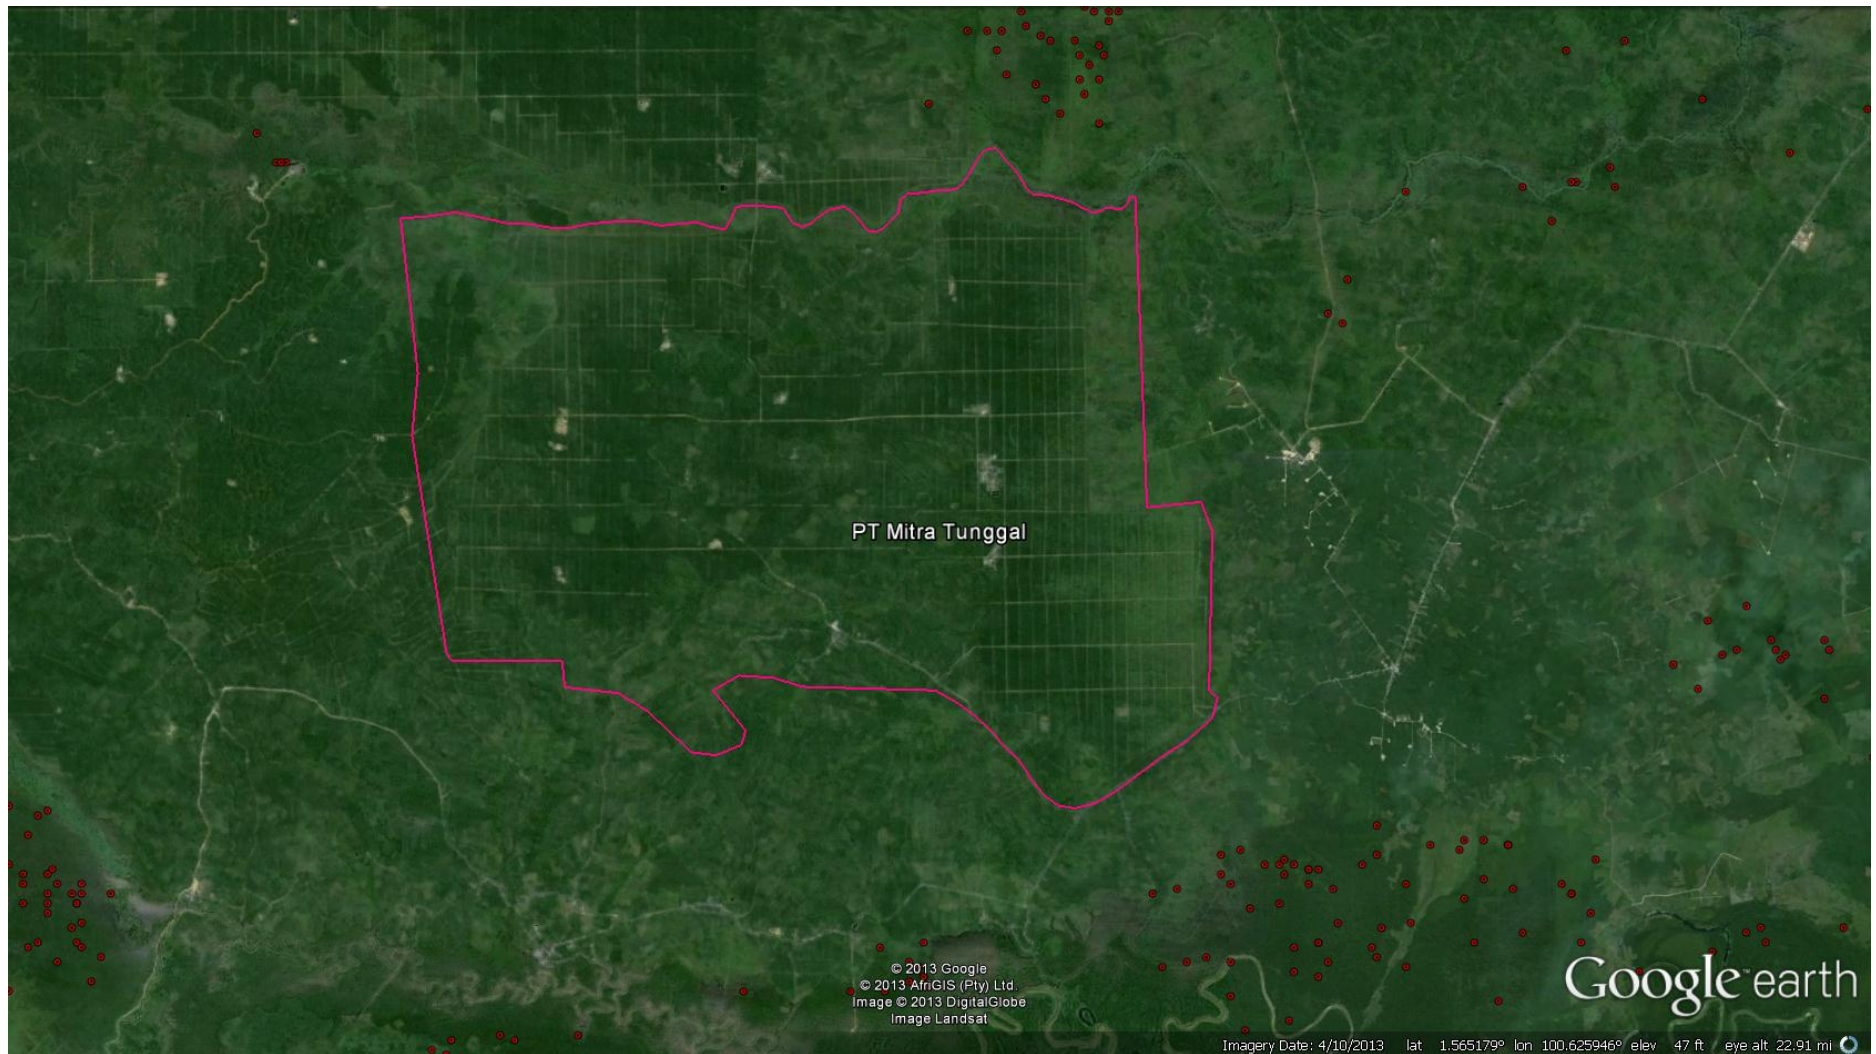 PT Mitra Tunggal
© 2013 Google
© 2013 AfriGIS (Pty) Ltd.
Image © 2013 DigitalGlobe
Image Landsat
Google earth
Imagery Date: 4/10/2013 lat 1.565179° lon 100.625946° elev 47 ft eye alt 22.91 mi